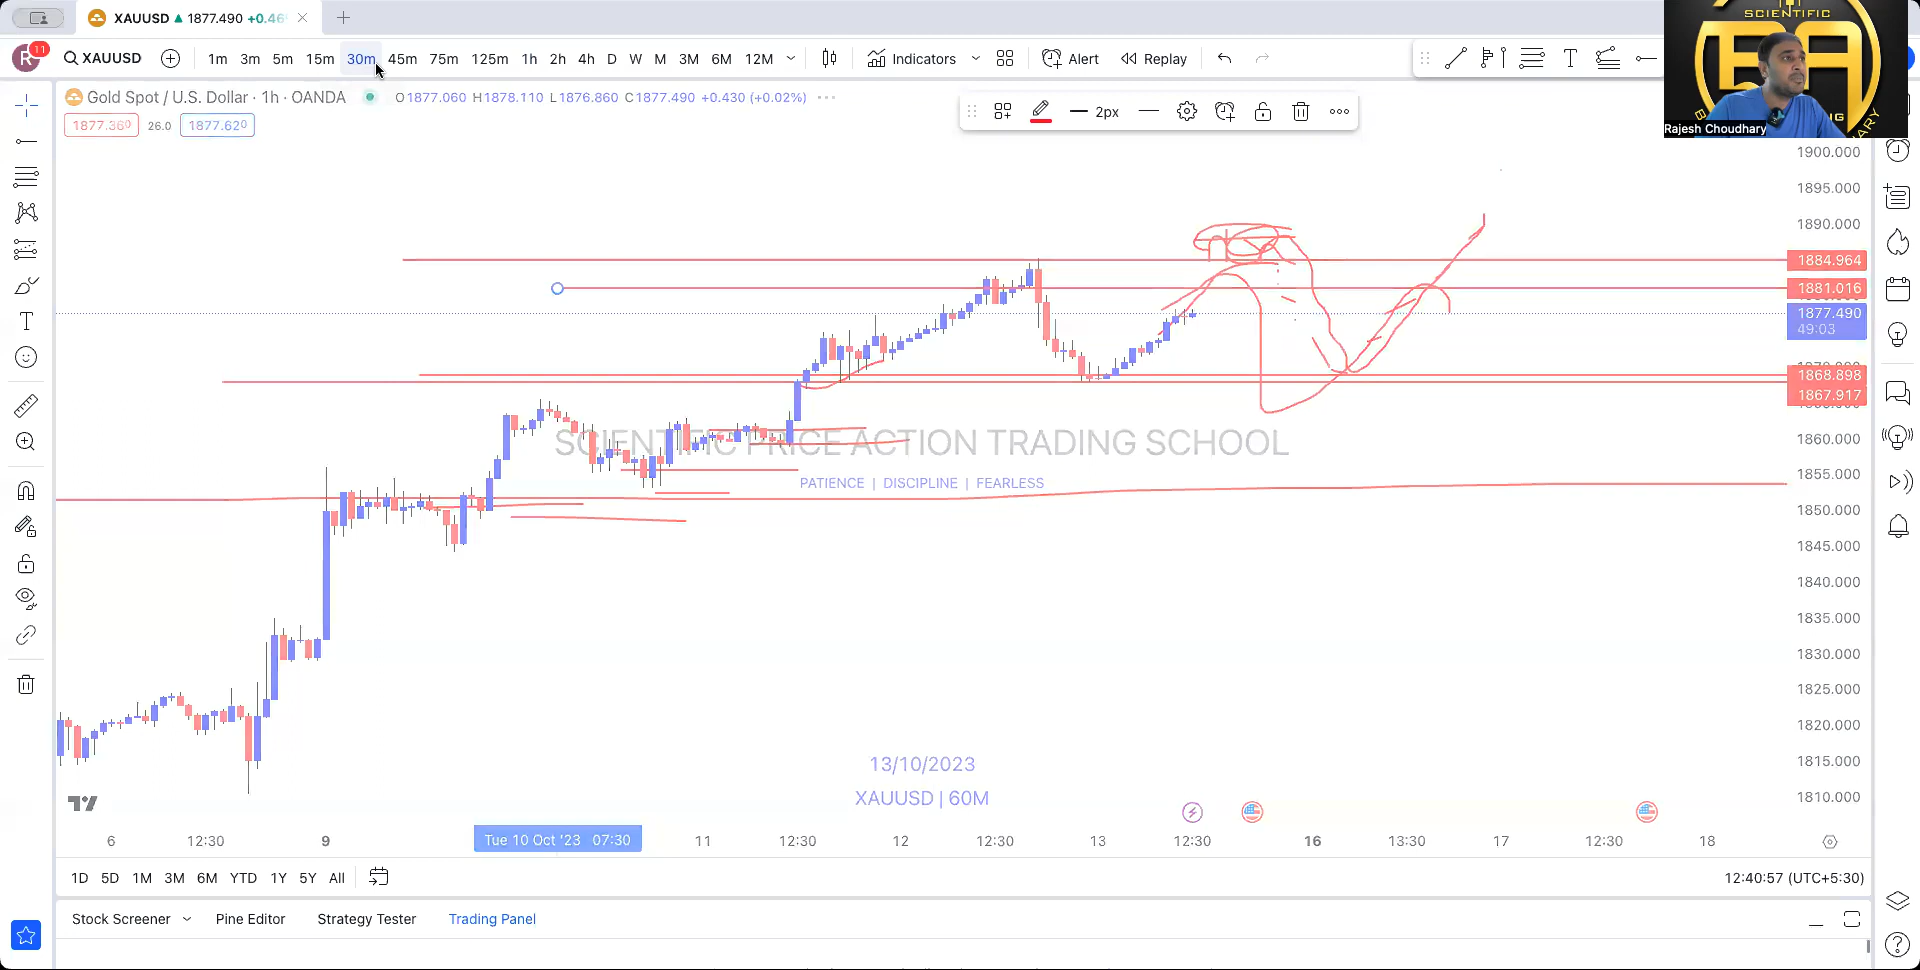 XAUUSD ▲ 1877.490 +0.46
SCIENTIFIC
R 11 XAUUSD 1m 3m 5m 15m 30m 45m 75m 125m 1h 2h 4h D W M 3M 6M 12M Indicators Alert Replay
Rajesh Choudhary
Gold Spot / U.S. Dollar · 1h · OANDA O1877.060 H1878.110 L1876.860 C1877.490 +0.430 (+0.02%)
2px
1877.360 26.0 1877.620
1900.000
1895.000
1890.000
1884.964
1881.016
1877.490
49:03
1868.898
1867.917
1860.000
SCIENTIFIC PRICE ACTION TRADING SCHOOL
1855.000
PATIENCE | DISCIPLINE | FEARLESS
1850.000
1845.000
1840.000
1835.000
1830.000
1825.000
1820.000
1815.000
13/10/2023
XAUUSD | 60M
1810.000
6 12:30 9 Tue 10 Oct '23 07:30 11 12:30 12 12:30 13 12:30 16 13:30 17 12:30 18
1D 5D 1M 3M 6M YTD 1Y 5Y All 12:40:57 (UTC+5:30)
Stock Screener Pine Editor Strategy Tester Trading Panel